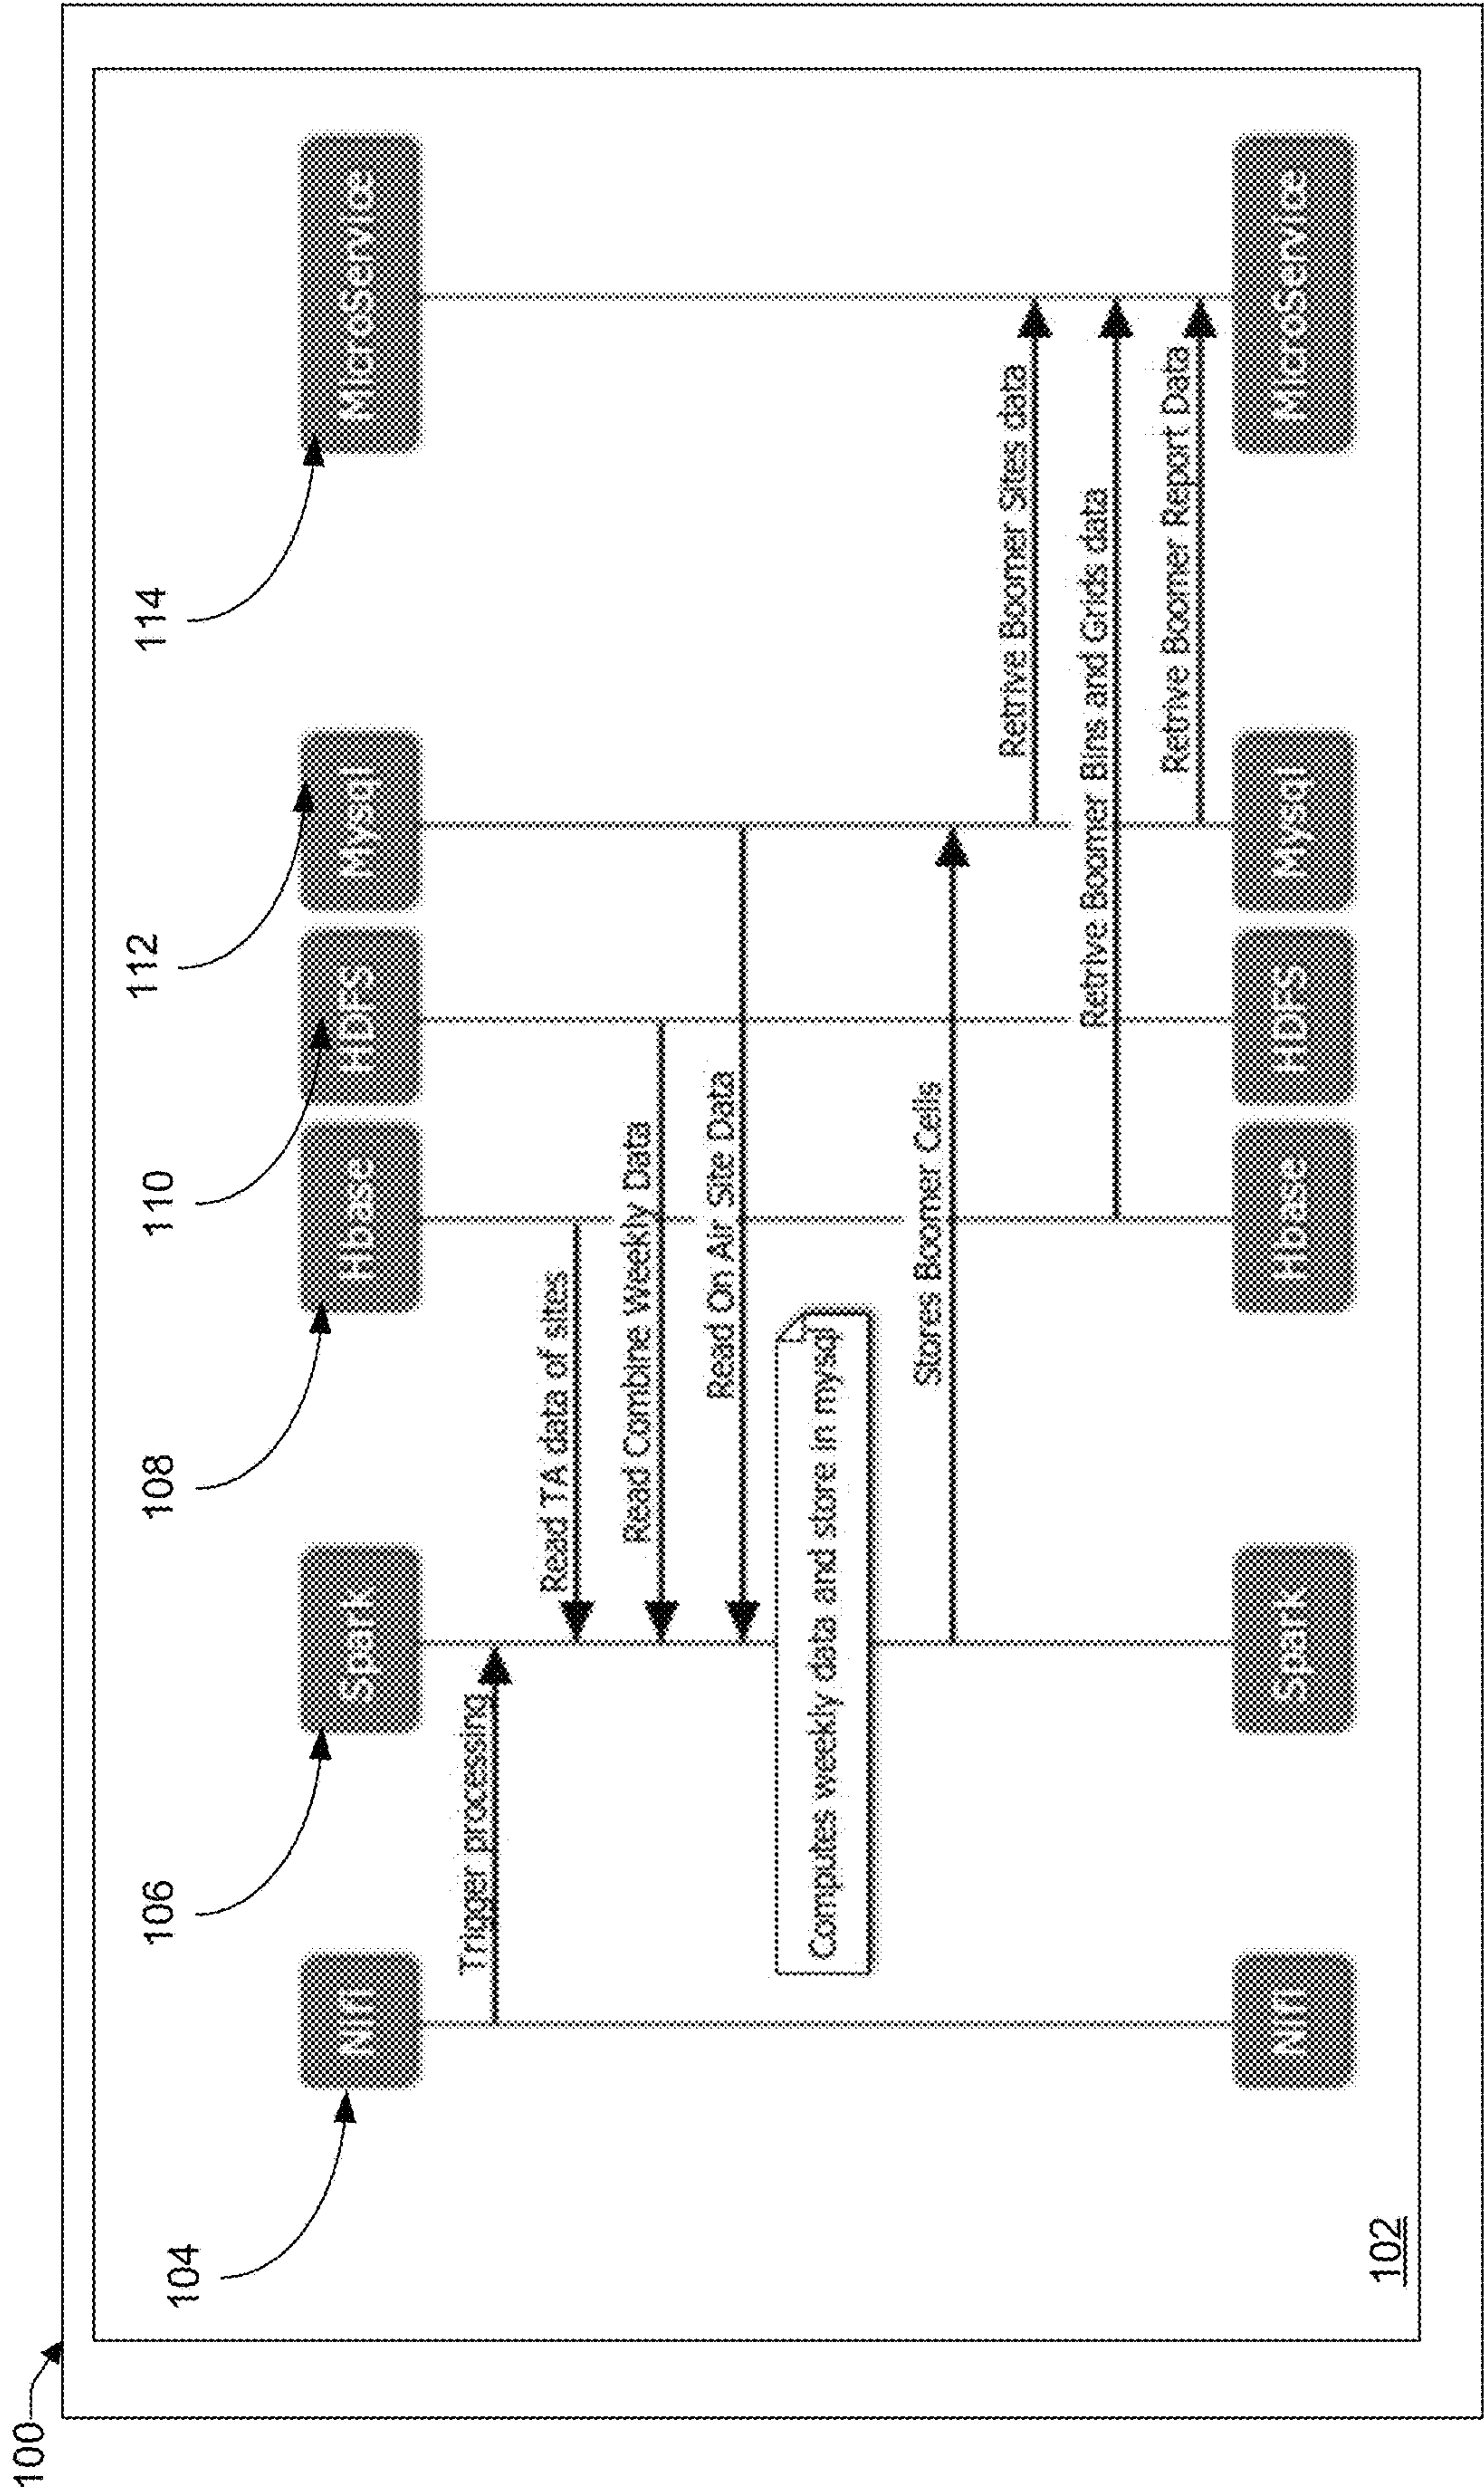 100
104
106
108
110
112
114
Nifi
Spark
Hbase
HDFS
Mysql
MicroService
Trigger processing
Read TA data of sites
Read Combine Weekly Data
Read On Air Site Data
Computes weekly data and store in mysql
Stores Boomer Cells
Retrive Boomer Sites data
Retrive Boomer Bins and Grids data
Retrive Boomer Report Data
Nifi
Spark
Hbase
HDFS
Mysql
MicroService
102